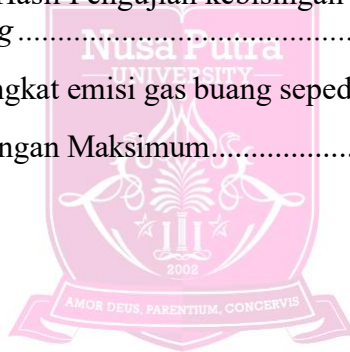 Hasil Pengujian kebisingan
g ....................................
Nusa Putra
—UNIVERSITY—
ngkat emisi gas buang seped
ngan Maksimum....................
2002
AMOR DEUS, PARENTIUM, CONCERVIS